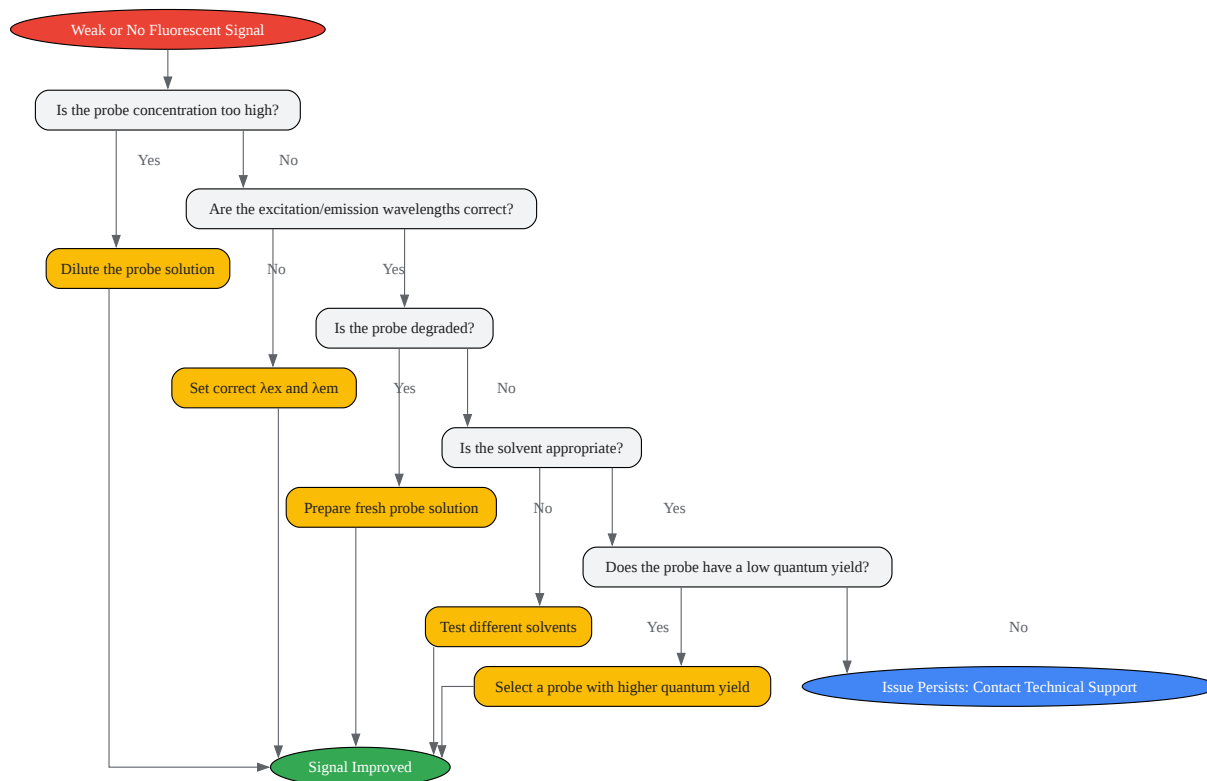 Weak or No Fluorescent Signal
Is the probe concentration too high?
Yes
No
Are the excitation/emission wavelengths correct?
Dilute the probe solution
No
Yes
Is the probe degraded?
Set correct λex and λem
Yes
No
Is the solvent appropriate?
Prepare fresh probe solution
No
Yes
Does the probe have a low quantum yield?
Test different solvents
Yes
No
Select a probe with higher quantum yield
Issue Persists: Contact Technical Support
Signal Improved